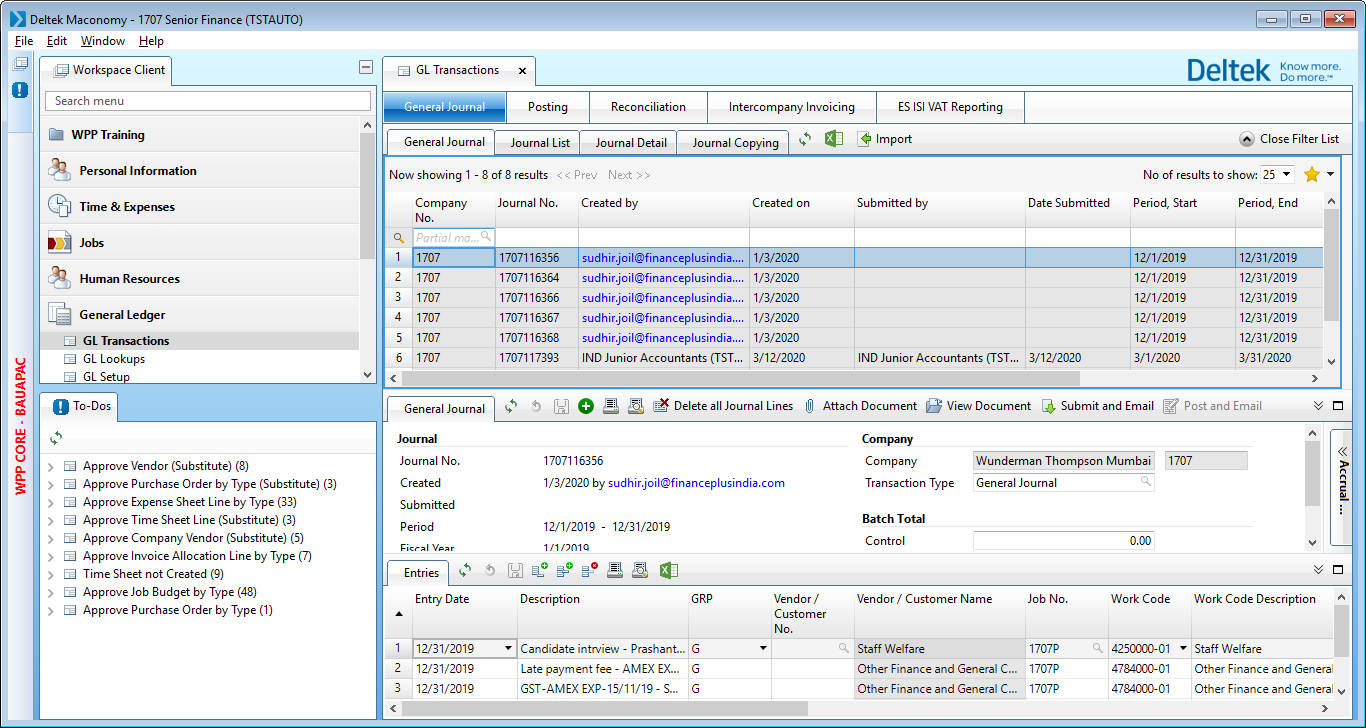 Deltek Maconomy - 1707 Senior Finance (TSTAUTO)
File Edit Window Help
WPP CORE - BAUAPAC
Workspace Client
Search menu
WPP Training
Personal Information
Time & Expenses
Jobs
Human Resources
General Ledger
GL Transactions
GL Lookups
GL Setup
To-Dos
Approve Vendor (Substitute) (8)
Approve Purchase Order by Type (Substitute) (3)
Approve Expense Sheet Line by Type (33)
Approve Time Sheet Line (Substitute) (3)
Approve Company Vendor (Substitute) (5)
Approve Invoice Allocation Line by Type (7)
Time Sheet not Created (9)
Approve Job Budget by Type (48)
Approve Purchase Order by Type (1)
GL Transactions
Deltek Know more.
Do more.™
General Journal Posting Reconciliation Intercompany Invoicing ES ISI VAT Reporting
General Journal Journal List Journal Detail Journal Copying Import Close Filter List
Now showing 1 - 8 of 8 results << Prev Next >> No of results to show: 25
Company No. Journal No. Created by Created on Submitted by Date Submitted Period, Start Period, End
Partial ma...
1 1707 1707116356 sudhir.joil@financeplusindia.... 1/3/2020 12/1/2019 12/31/2019
2 1707 1707116364 sudhir.joil@financeplusindia.... 1/3/2020 12/1/2019 12/31/2019
3 1707 1707116366 sudhir.joil@financeplusindia.... 1/3/2020 12/1/2019 12/31/2019
4 1707 1707116367 sudhir.joil@financeplusindia.... 1/3/2020 12/1/2019 12/31/2019
5 1707 1707116368 sudhir.joil@financeplusindia.... 1/3/2020 12/1/2019 12/31/2019
6 1707 1707117393 IND Junior Accountants (TST... 3/12/2020 IND Junior Accountants (TST... 3/12/2020 3/1/2020 3/31/2020
General Journal Delete all Journal Lines Attach Document View Document Submit and Email Post and Email
Journal
Journal No. 1707116356
Created 1/3/2020 by sudhir.joil@financeplusindia.com
Submitted
Period 12/1/2019 - 12/31/2019
Fiscal Year 1/1/2019
Company
Company Wunderman Thompson Mumbai 1707
Transaction Type General Journal
Batch Total
Control 0.00
Accrual ...
Entries
Entry Date Description GRP Vendor / Customer No. Vendor / Customer Name Job No. Work Code Work Code Description
1 12/31/2019 Candidate intrview - Prashant... G Staff Welfare 1707P 4250000-01 Staff Welfare
2 12/31/2019 Late payment fee - AMEX EX... G Other Finance and General C... 1707P 4784000-01 Other Finance and General Co
3 12/31/2019 GST-AMEX EXP-15/11/19 - S... G Other Finance and General C... 1707P 4784000-01 Other Finance and General Co